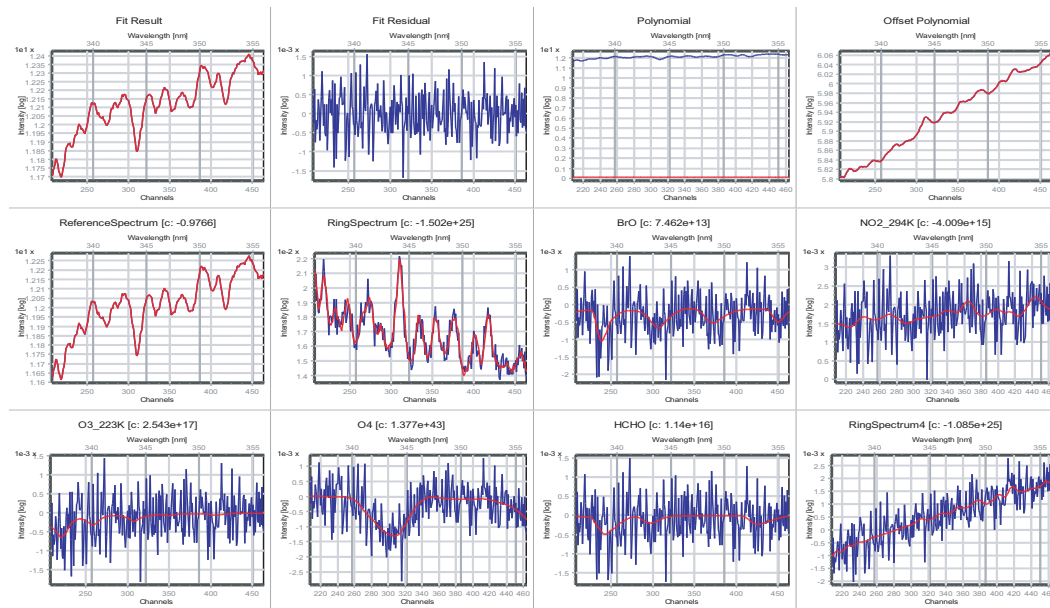 Fit Result
Wavelength [nm]
1e1 x
340 345 350 355
Intensity [log]
1.24
1.235
1.23
1.225
1.22
1.215
1.21
1.205
1.2
1.195
1.19
1.185
1.18
1.175
1.17
250 300 350 400 450
Channels
Fit Residual
Wavelength [nm]
1e-3 x
340 345 350 355
Intensity [log]
1.5
1
0.5
0
-0.5
-1
-1.5
250 300 350 400 450
Channels
Polynomial
Wavelength [nm]
1e1 x
340 345 350 355
Intensity [log]
1.2
1.1
1
0.9
0.8
0.7
0.6
0.5
0.4
0.3
0.2
0.1
0
220 240 260 280 300 320 340 360 380 400 420 440 460
Channels
Offset Polynomial
Wavelength [nm]
340 345 350 355
Intensity [log]
6.06
6.04
6.02
6
5.98
5.96
5.94
5.92
5.9
5.88
5.86
5.84
5.82
5.8
250 300 350 400 450
Channels
ReferenceSpectrum [c: -0.9766]
Wavelength [nm]
1e1 x
340 345 350 355
Intensity [log]
1.225
1.22
1.215
1.21
1.205
1.2
1.195
1.19
1.185
1.18
1.175
1.17
1.165
1.16
250 300 350 400 450
Channels
RingSpectrum [c: -1.502e+25]
Wavelength [nm]
1e-2 x
340 345 350 355
Intensity [log]
2.2
2.1
2
1.9
1.8
1.7
1.6
1.5
1.4
250 300 350 400 450
Channels
BrO [c: 7.462e+13]
Wavelength [nm]
1e-3 x
340 345 350 355
Intensity [log]
1
0.5
0
-0.5
-1
-1.5
-2
250 300 350 400 450
Channels
NO2_294K [c: -4.009e+15]
Wavelength [nm]
1e-3 x
340 345 350 355
Intensity [log]
3
2.5
2
1.5
1
0.5
0
220 240 260 280 300 320 340 360 380 400 420 440 460
Channels
O3_223K [c: 2.543e+17]
Wavelength [nm]
1e-3 x
340 345 350 355
Intensity [log]
1.5
1
0.5
0
-0.5
-1
-1.5
250 300 350 400 450
Channels
O4 [c: 1.377e+43]
Wavelength [nm]
1e-3 x
340 345 350 355
Intensity [log]
1
0.5
0
-0.5
-1
-1.5
-2
-2.5
220 240 260 280 300 320 340 360 380 400 420 440 460
Channels
HCHO [c: 1.14e+16]
Wavelength [nm]
1e-3 x
340 345 350 355
Intensity [log]
1.5
1
0.5
0
-0.5
-1
-1.5
250 300 350 400 450
Channels
RingSpectrum4 [c: -1.085e+25]
Wavelength [nm]
1e-3 x
340 345 350 355
Intensity [log]
2.5
2
1.5
1
0.5
0
-0.5
-1
-1.5
-2
220 240 260 280 300 320 340 360 380 400 420 440
Channels